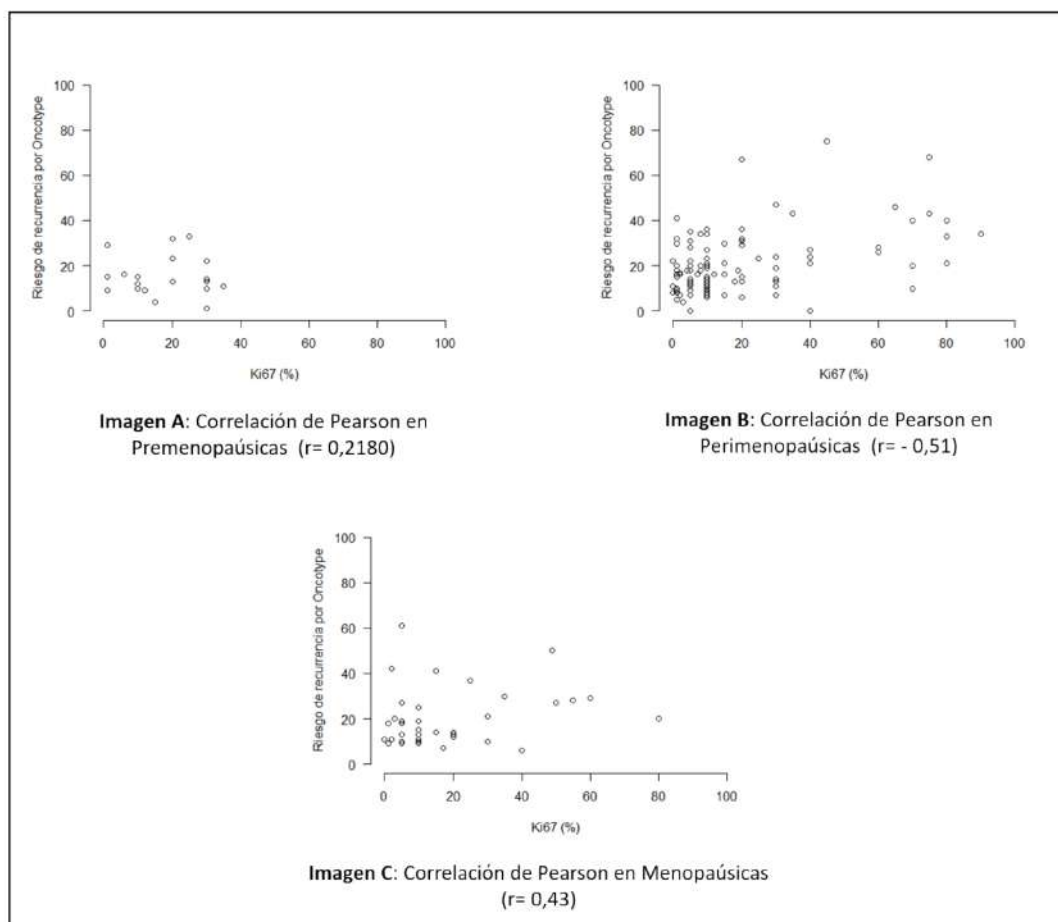 100
80
60
40
20
0
Riesgo de recurrencia por Oncotype
0 20 40 60 80 100
Ki67 (%)
Imagen A: Correlación de Pearson en
Premenopaúsicas (r= 0,2180)
100
80
60
40
20
0
Riesgo de recurrencia por Oncotype
0 20 40 60 80 100
Ki67 (%)
Imagen B: Correlación de Pearson en
Perimenopaúsicas (r= - 0,51)
100
80
60
40
20
0
Riesgo de recurrencia por Oncotype
0 20 40 60 80 100
Ki67 (%)
Imagen C: Correlación de Pearson en Menopaúsicas
(r= 0,43)